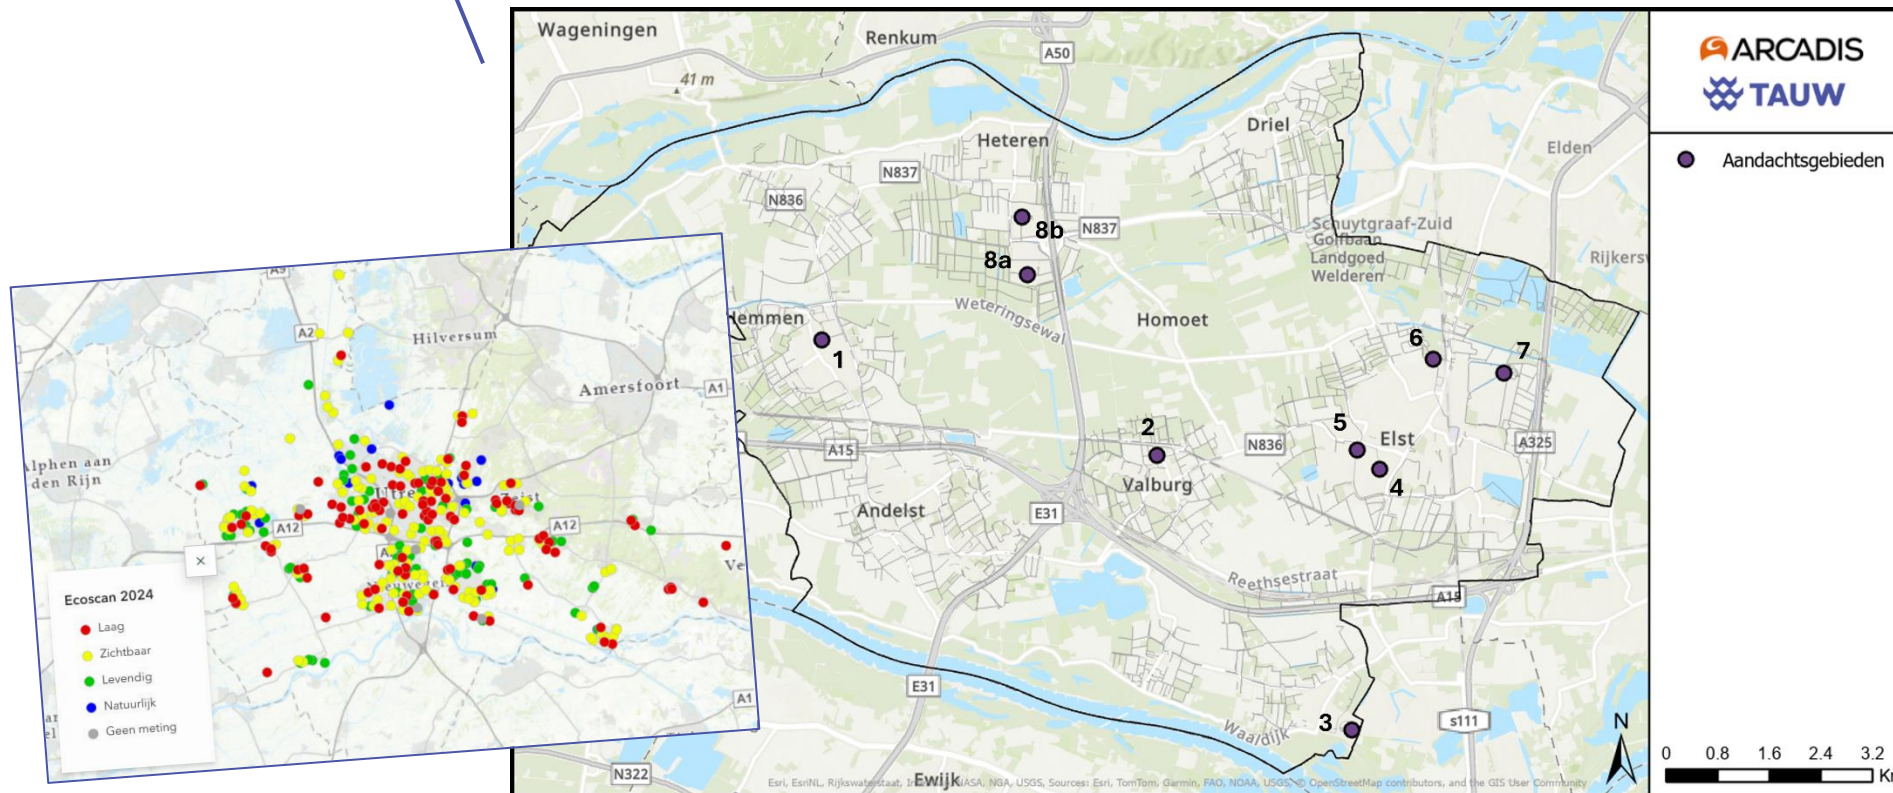 Wageningen
Renkum
A50
41 m
Driel
Heteren
Elden
N837
N836
Schuytgraaf-Zuid
Golfbaan
Landgoed
Welderen
N837
8b
8a
Weteringsewal
Homoet
1
6
7
2
5
Elst
N836
A325
A15
4
Valburg
Andelst
E31
Reethsestraat
A15
E31
3
Waaldijk
s111
N322
Ewijk
N
ARCADIS
TAUW
Aandachtsgebieden
0 0.8 1.6 2.4 3.2
A2
Hilversum
Amersfoort
A1
Alphen aan
den Rijn
A12
A12
A1
Ecoscan 2024
Laag
Zichtbaar
Levendig
Natuurlijk
Geen meting